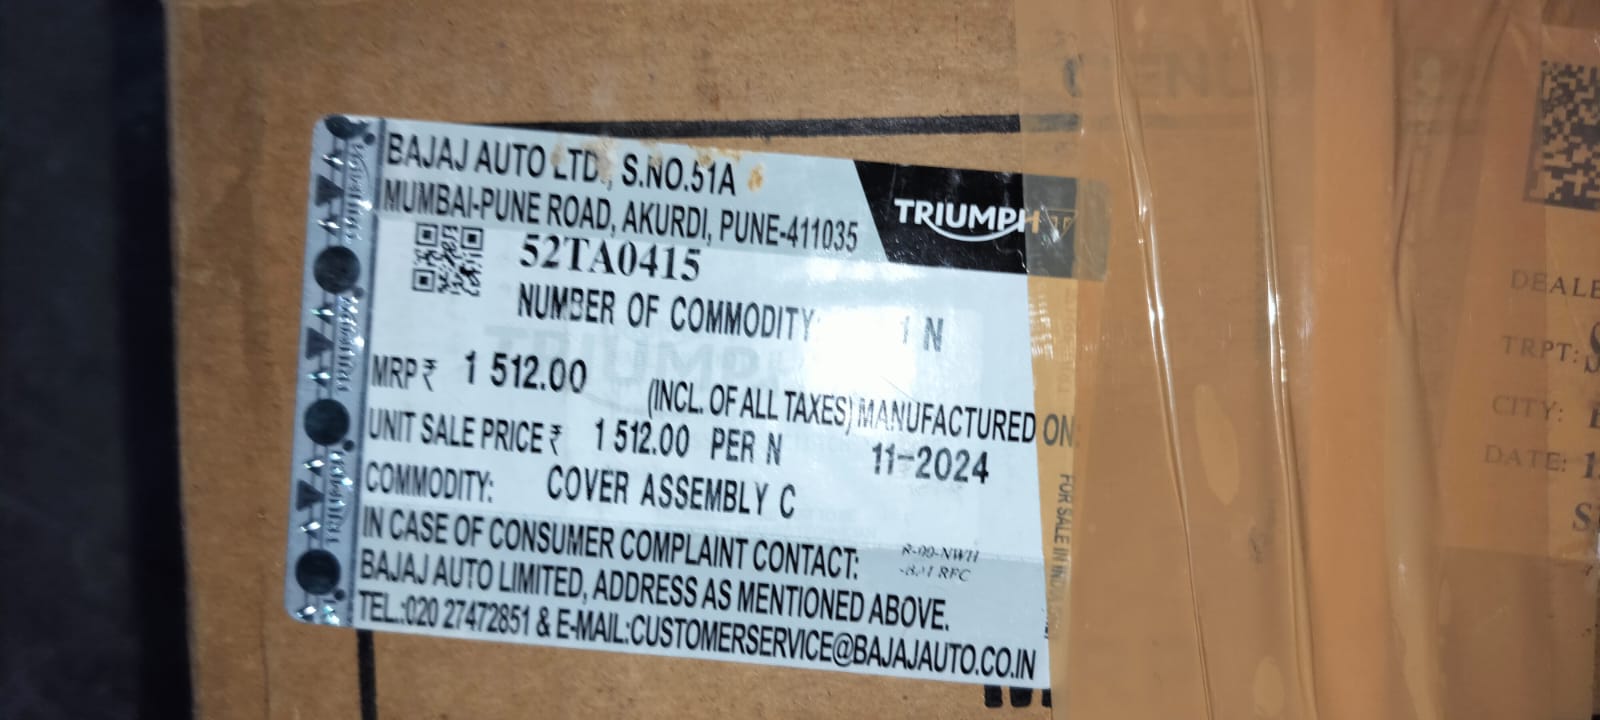 BAJAJ AUTO LTD., S.NO.51A
MUMBAI-PUNE ROAD, AKURDI, PUNE-411035
TRIUMPH
52TA0415
NUMBER OF COMMODITY: 1 N
MRP ₹ 1 512.00 (INCL. OF ALL TAXES) MANUFACTURED ON:
UNIT SALE PRICE ₹ 1 512.00 PER N 11-2024
COMMODITY: COVER ASSEMBLY C
IN CASE OF CONSUMER COMPLAINT CONTACT:
BAJAJ AUTO LIMITED, ADDRESS AS MENTIONED ABOVE.
TEL.:020 27472851 & E-MAIL:CUSTOMERSERVICE@BAJAJAUTO.CO.IN
FOR SALE IN
TRIUMPH
TRIUMPH
TRIUMPH
TRPT:
CITY:
DATE: